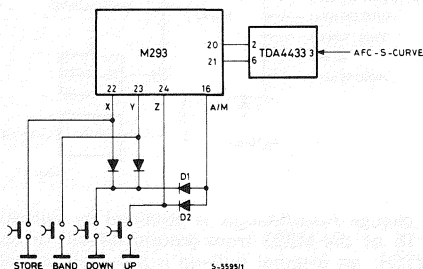 M293
20 2
TDA4433 3 AFC-S-CURVE
21 6
22 23 24 16
X Y Z A/M
D1
D2
STORE BAND DOWN UP
S-5595/1